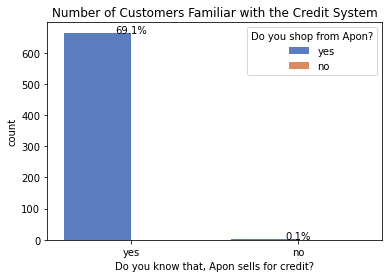 Number of Customers Familiar with the Credit System
69.1%
Do you shop from Apon?
yes
no
600
500
400
300
200
100
0
count
0.1%
yes
no
Do you know that, Apon sells for credit?